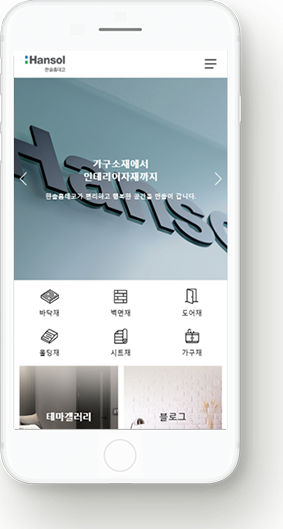 Hansol
한솔홈데코
Hanso
가구소재에서
인테리어자재까지
한솔홈데코가 편리하고 행복한 공간을 만들어 갑니다.
바닥재
벽면재
도어재
몰딩재
시트재
가구재
테마갤러리
블로그